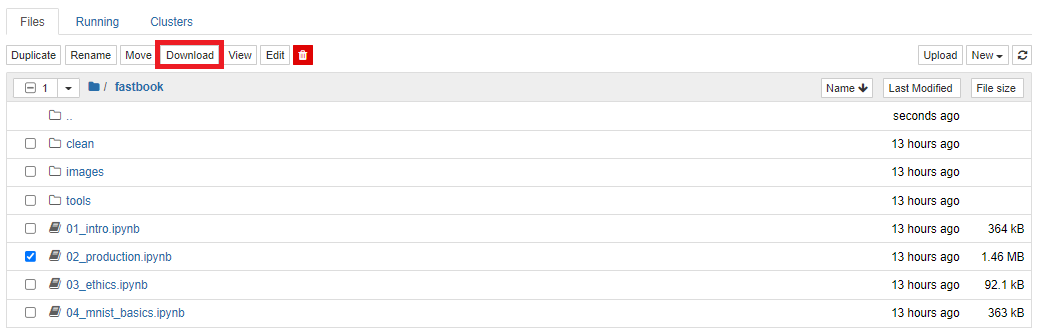 Files Running Clusters
Duplicate Rename Move Download View Edit Upload New
1 / fastbook Name Last Modified File size
.. seconds ago
clean 13 hours ago
images 13 hours ago
tools 13 hours ago
01_intro.ipynb 13 hours ago 364 kB
02_production.ipynb 13 hours ago 1.46 MB
03_ethics.ipynb 13 hours ago 92.1 kB
04_mnist_basics.ipynb 13 hours ago 363 kB